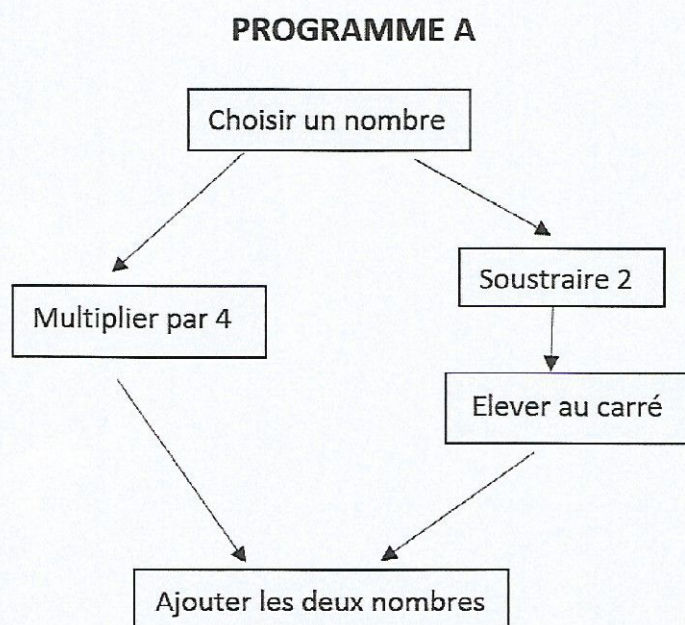 PROGRAMME A
Choisir un nombre
Soustraire 2
Multiplier par 4
Elever au carré
Ajouter les deux nombres